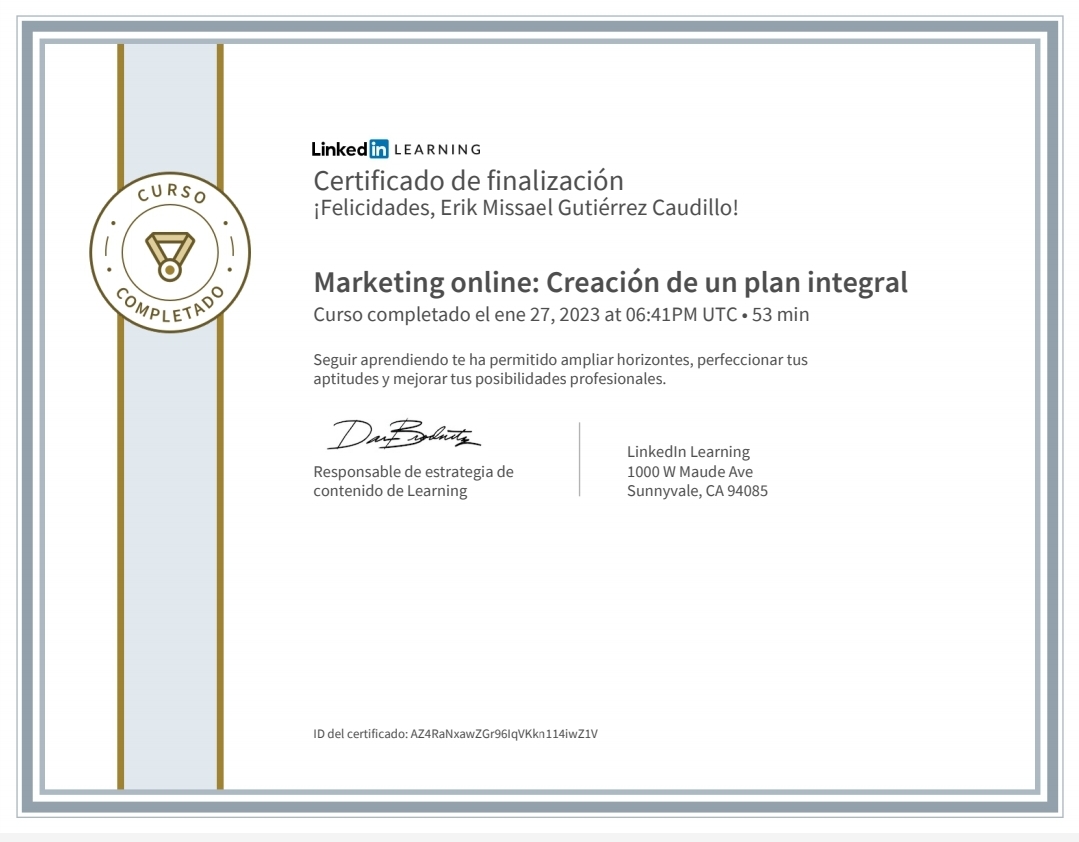 CURSO
COMPLETADO
Linked in LEARNING
Certificado de finalización
¡Felicidades, Erik Missael Gutiérrez Caudillo!
Marketing online: Creación de un plan integral
Curso completado el ene 27, 2023 at 06:41PM UTC • 53 min
Seguir aprendiendo te ha permitido ampliar horizontes, perfeccionar tus
aptitudes y mejorar tus posibilidades profesionales.
Responsable de estrategia de
contenido de Learning
LinkedIn Learning
1000 W Maude Ave
Sunnyvale, CA 94085
ID del certificado: AZ4RaNxawZGr96IqVKkn114iwZ1V